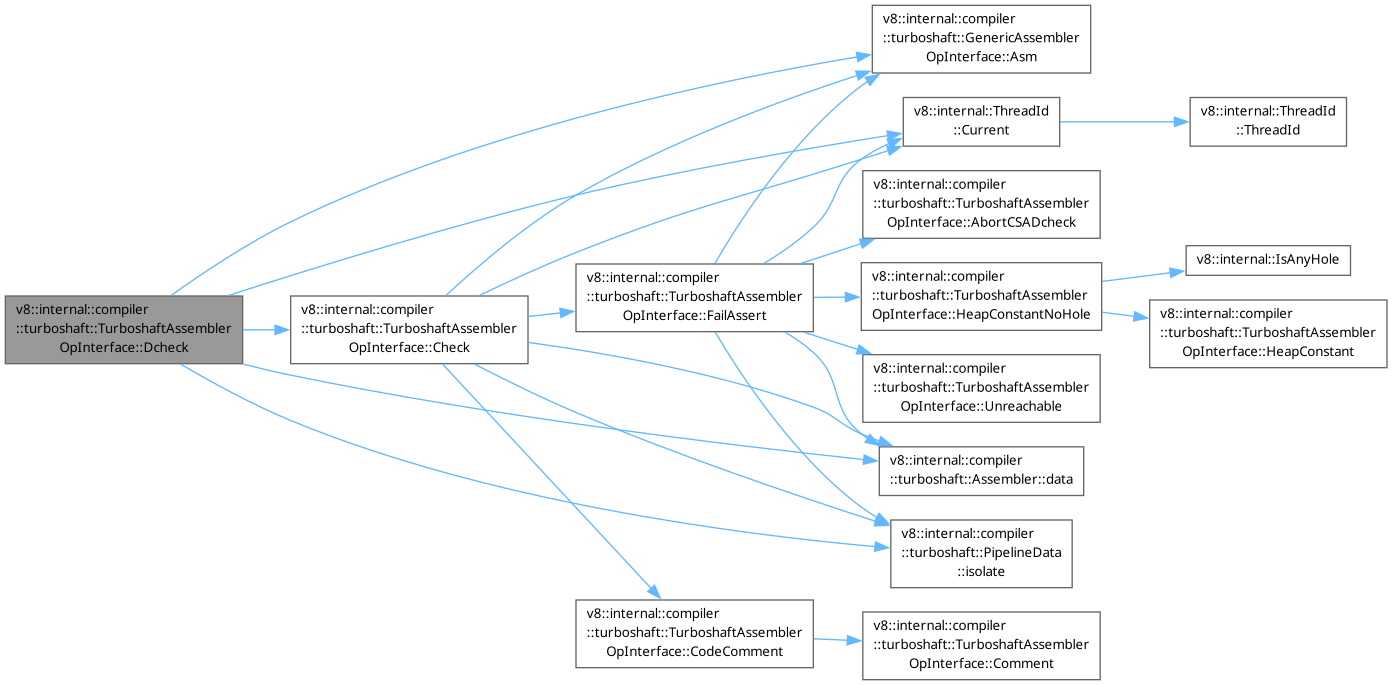 v8::internal::compiler
::turboshaft::GenericAssembler
OpInterface::Asm
v8::internal::ThreadId
::Current
v8::internal::ThreadId
::ThreadId
v8::internal::compiler
::turboshaft::TurboshaftAssembler
OpInterface::AbortCSADcheck
v8::internal::IsAnyHole
v8::internal::compiler
::turboshaft::TurboshaftAssembler
OpInterface::FailAssert
v8::internal::compiler
::turboshaft::TurboshaftAssembler
OpInterface::HeapConstantNoHole
v8::internal::compiler
::turboshaft::TurboshaftAssembler
OpInterface::Dcheck
v8::internal::compiler
::turboshaft::TurboshaftAssembler
OpInterface::Check
v8::internal::compiler
::turboshaft::TurboshaftAssembler
OpInterface::HeapConstant
v8::internal::compiler
::turboshaft::TurboshaftAssembler
OpInterface::Unreachable
v8::internal::compiler
::turboshaft::Assembler::data
v8::internal::compiler
::turboshaft::PipelineData
::isolate
v8::internal::compiler
::turboshaft::TurboshaftAssembler
OpInterface::CodeComment
v8::internal::compiler
::turboshaft::TurboshaftAssembler
OpInterface::Comment